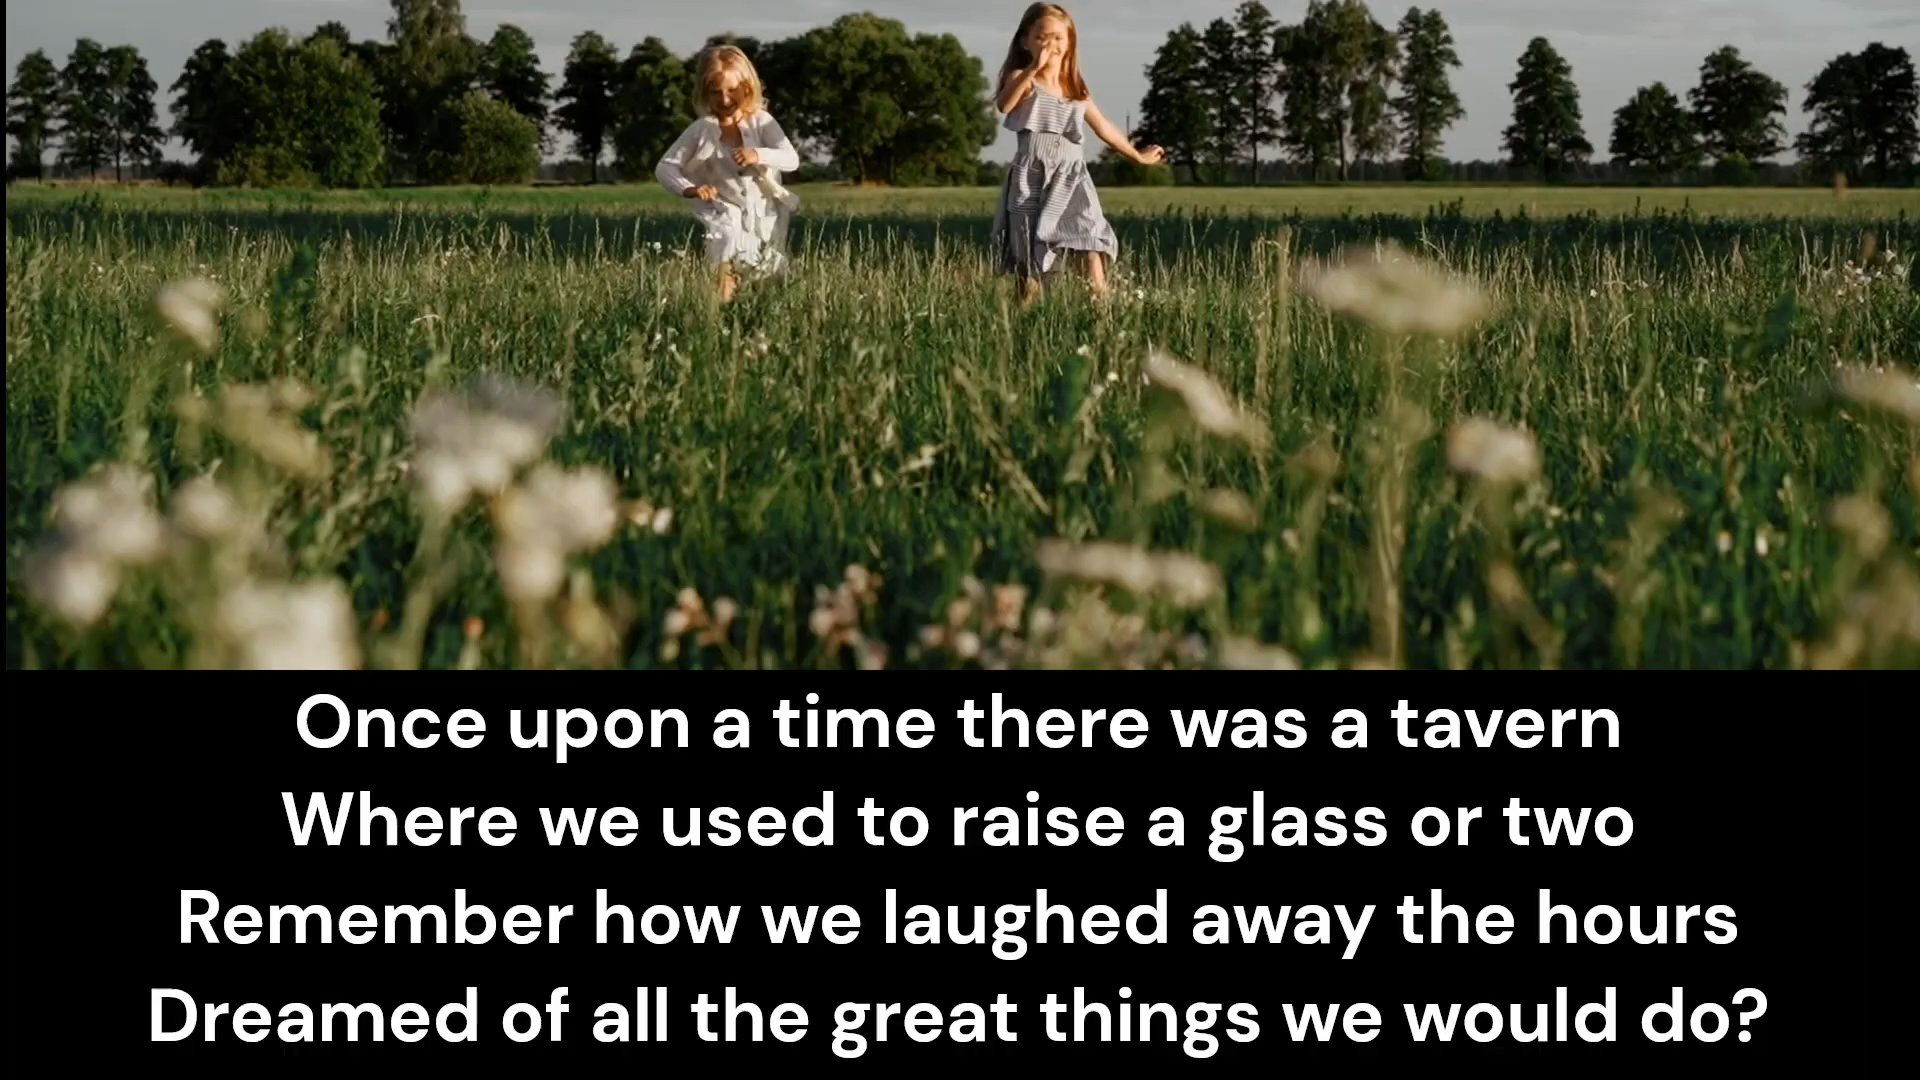 Once upon a time there was a tavern
Where we used to raise a glass or two
Remember how we laughed away the hours
Dreamed of all the great things we would do?